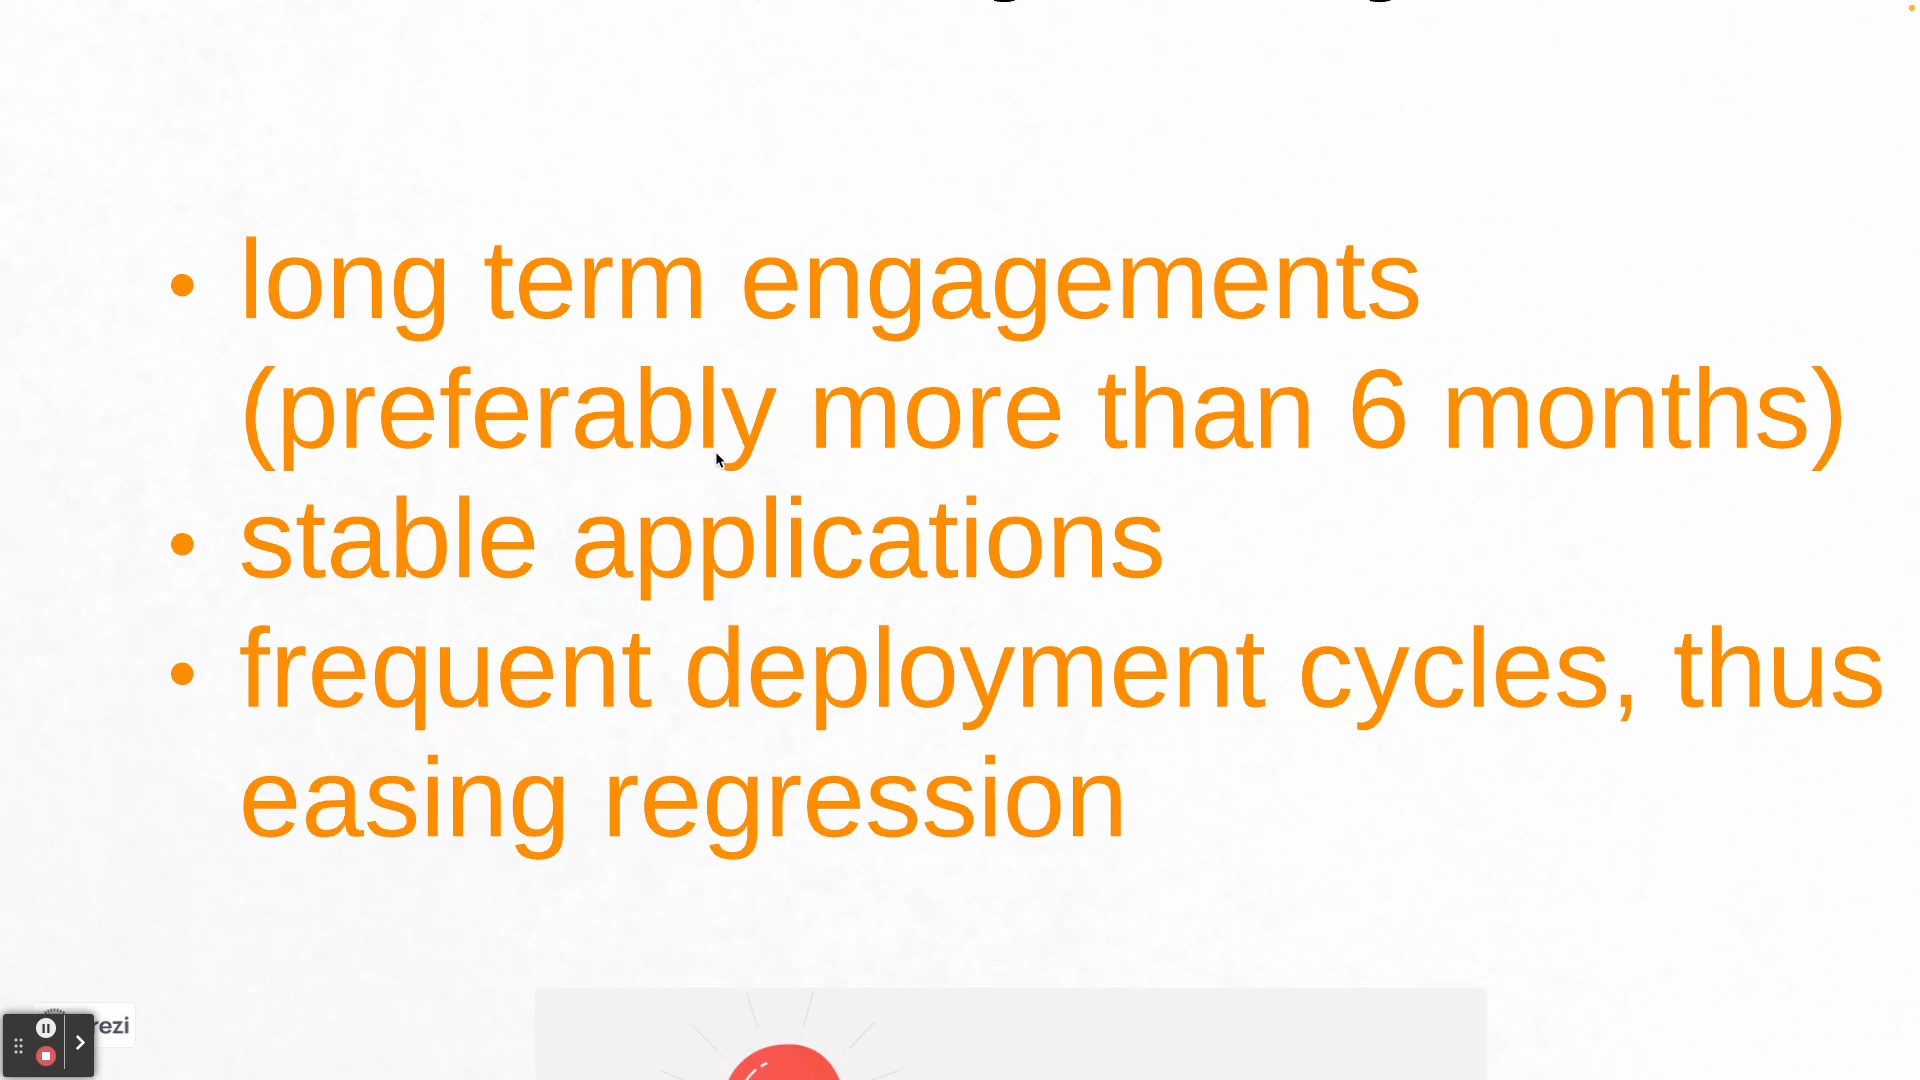 • long term engagements
(preferably more than 6 months)
• stable applications
• frequent deployment cycles, thus
easing regression